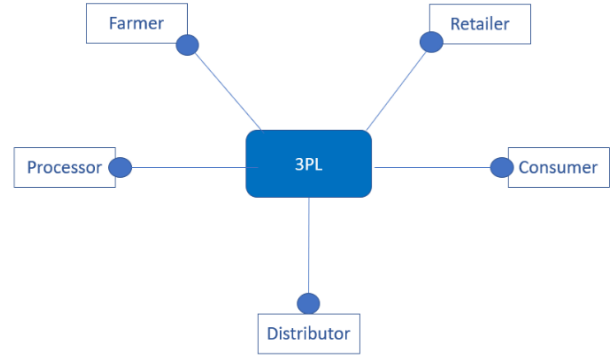 Farmer
Retailer
Processor
3PL
Consumer
Distributor